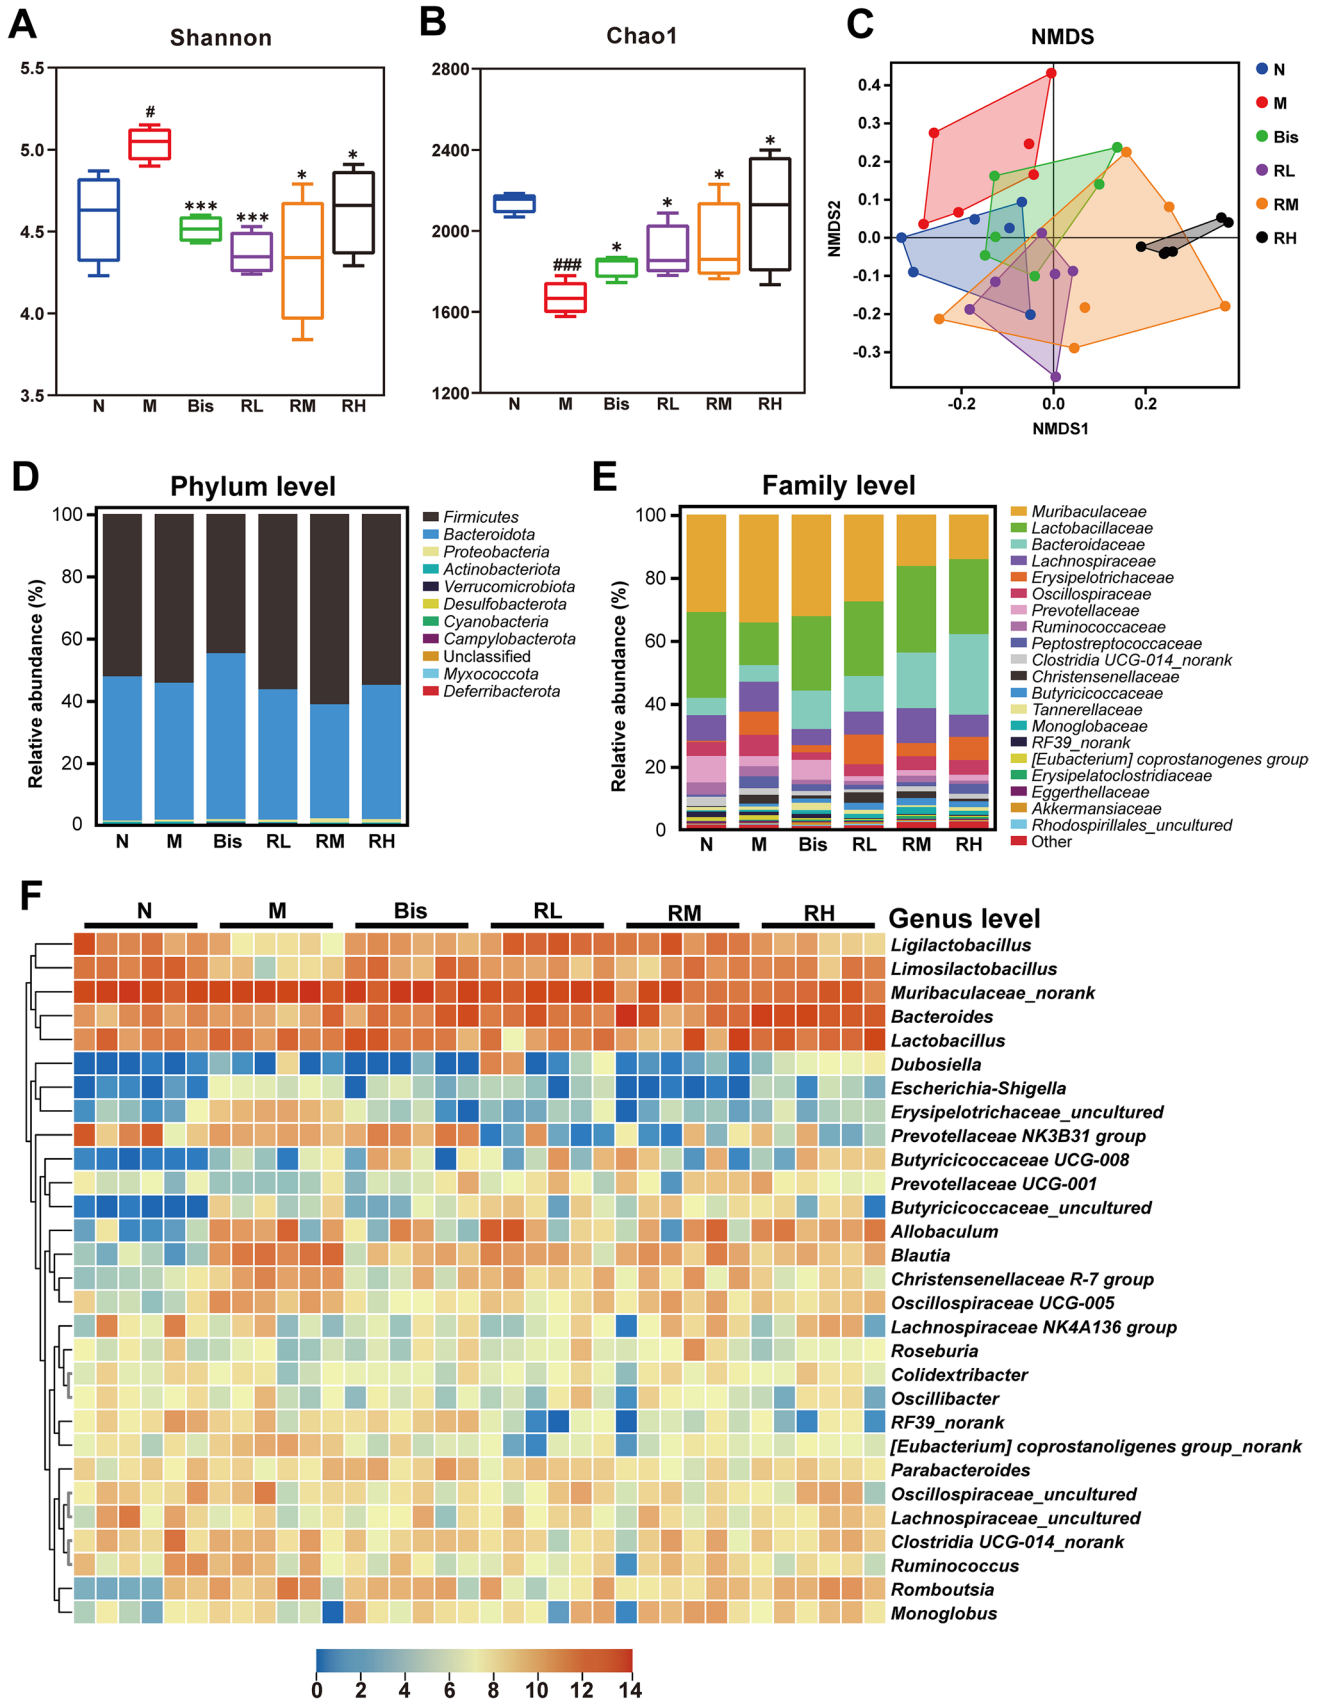 A
Shannon
5.5
5.0
4.5
4.0
3.5
#
***
***
*
*
N M Bis RL RM RH
B
Chao1
2800
2400
2000
1600
1200
###
*
*
*
*
N M Bis RL RM RH
C
NMDS
NMDS2
0.4
0.3
0.2
0.1
0.0
-0.1
-0.2
-0.3
-0.2 0.0 0.2
NMDS1
N
M
Bis
RL
RM
RH
D
Phylum level
Relative abundance (%)
100
80
60
40
20
0
N M Bis RL RM RH
Firmicutes
Bacteroidota
Proteobacteria
Actinobacteriota
Verrucomicrobiota
Desulfobacterota
Cyanobacteria
Campylobacterota
Unclassified
Myxococcota
Deferribacterota
E
Family level
Relative abundance (%)
100
80
60
40
20
0
N M Bis RL RM RH
Muribaculaceae
Lactobacillaceae
Bacteroidaceae
Lachnospiraceae
Erysipelotrichaceae
Oscillospiraceae
Prevotellaceae
Ruminococcaceae
Peptostreptococcaceae
Clostridia UCG-014_norank
Christensenellaceae
Butyricicoccaceae
Tannerellaceae
Monoglobaceae
RF39_norank
[Eubacterium] coprostanogenes group
Erysipelatoclostridiaceae
Eggerthellaceae
Akkermansiaceae
Rhodospirillales_uncultured
Other
F
N M Bis RL RM RH
Genus level
Ligilactobacillus
Limosilactobacillus
Muribaculaceae_norank
Bacteroides
Lactobacillus
Dubosiella
Escherichia-Shigella
Erysipelotrichaceae_uncultured
Prevotellaceae NK3B31 group
Butyricicoccaceae UCG-008
Prevotellaceae UCG-001
Butyricicoccaceae_uncultured
Allobaculum
Blautia
Christensenellaceae R-7 group
Oscillospiraceae UCG-005
Lachnospiraceae NK4A136 group
Roseburia
Colidextribacter
Oscillibacter
RF39_norank
[Eubacterium] coprostanoligenes group_norank
Parabacteroides
Oscillospiraceae_uncultured
Lachnospiraceae_uncultured
Clostridia UCG-014_norank
Ruminococcus
Romboutsia
Monoglobus
0 2 4 6 8 10 12 14